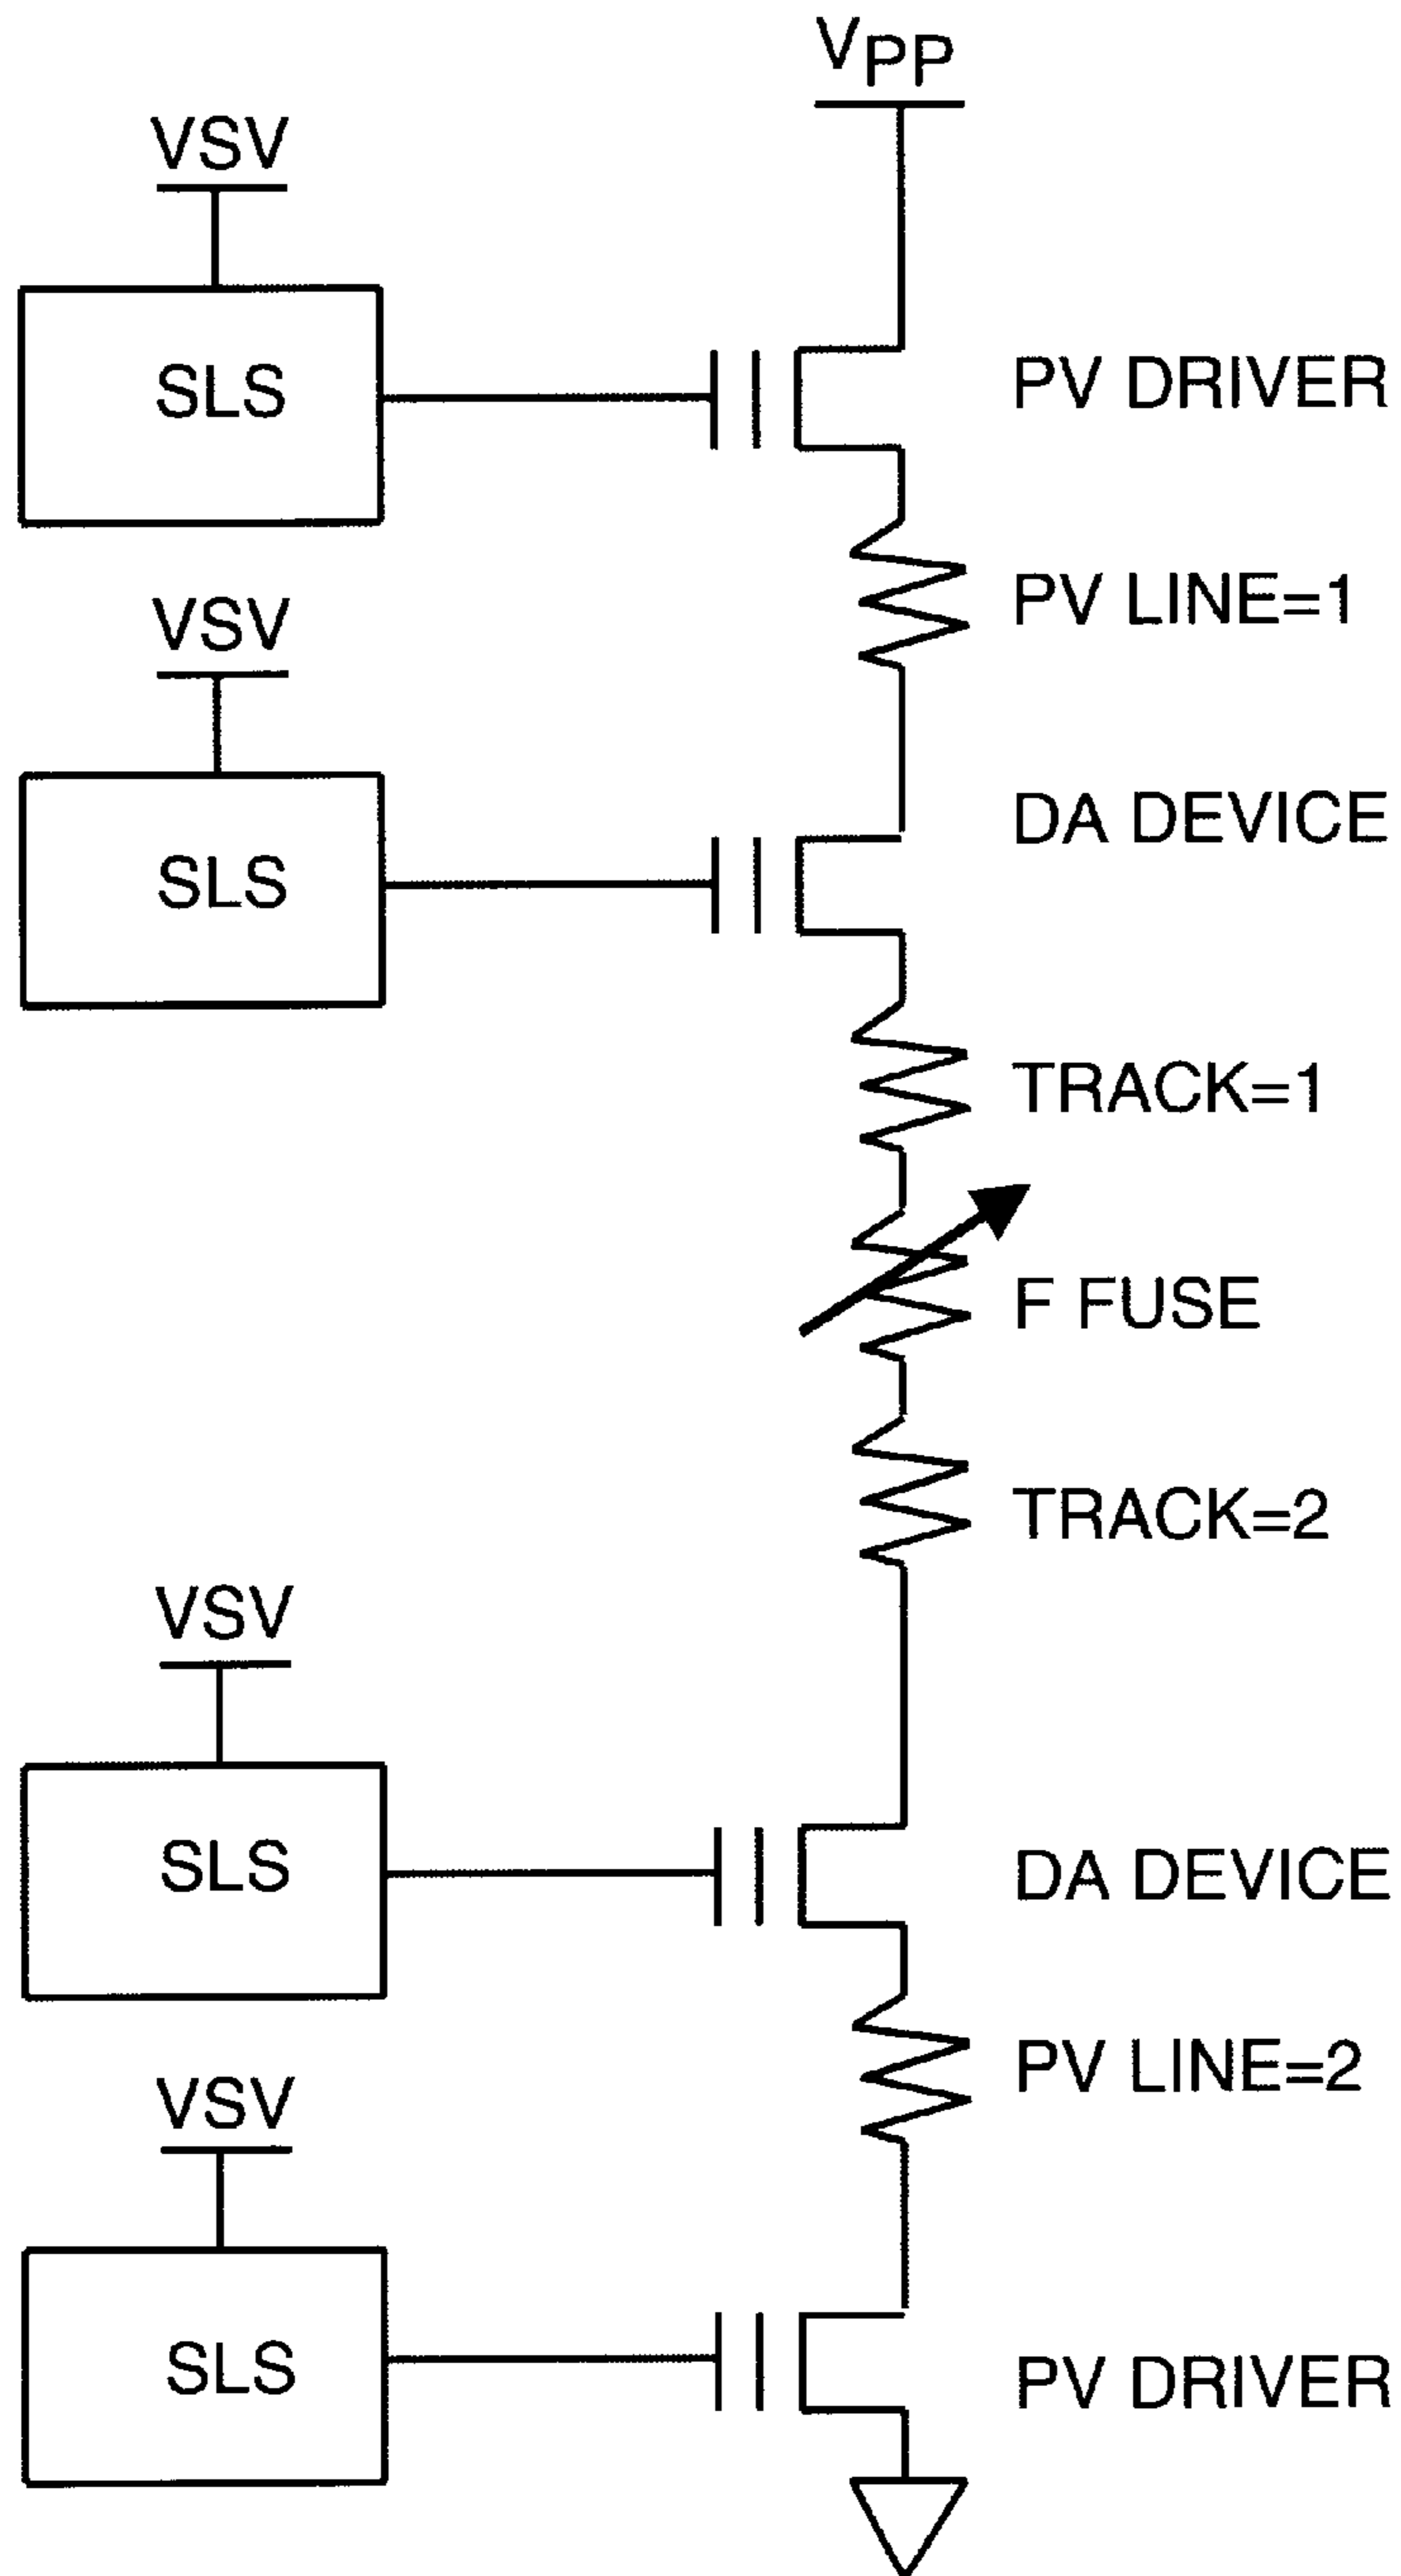 VPP
VSV
SLS
PV DRIVER
PV LINE=1
VSV
SLS
DA DEVICE
TRACK=1
F FUSE
TRACK=2
VSV
SLS
DA DEVICE
PV LINE=2
VSV
SLS
PV DRIVER